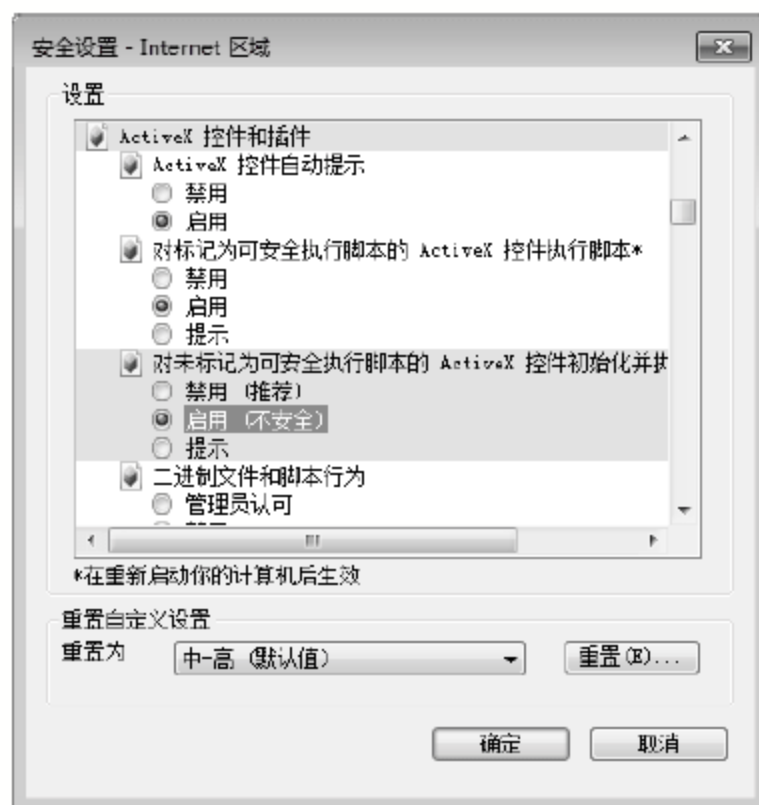 安全设置 - Internet 区域
设置
ActiveX 控件和插件
ActiveX 控件自动提示
禁用
启用
对标记为可安全执行脚本的 ActiveX 控件执行脚本*
禁用
启用
提示
对未标记为可安全执行脚本的 ActiveX 控件初始化并执
禁用 (推荐)
启用 (不安全)
提示
二进制文件和脚本行为
管理员认可
*在重新启动你的计算机后生效
重置自定义设置
重置为
中-高 (默认值)
重置(E)...
确定
取消